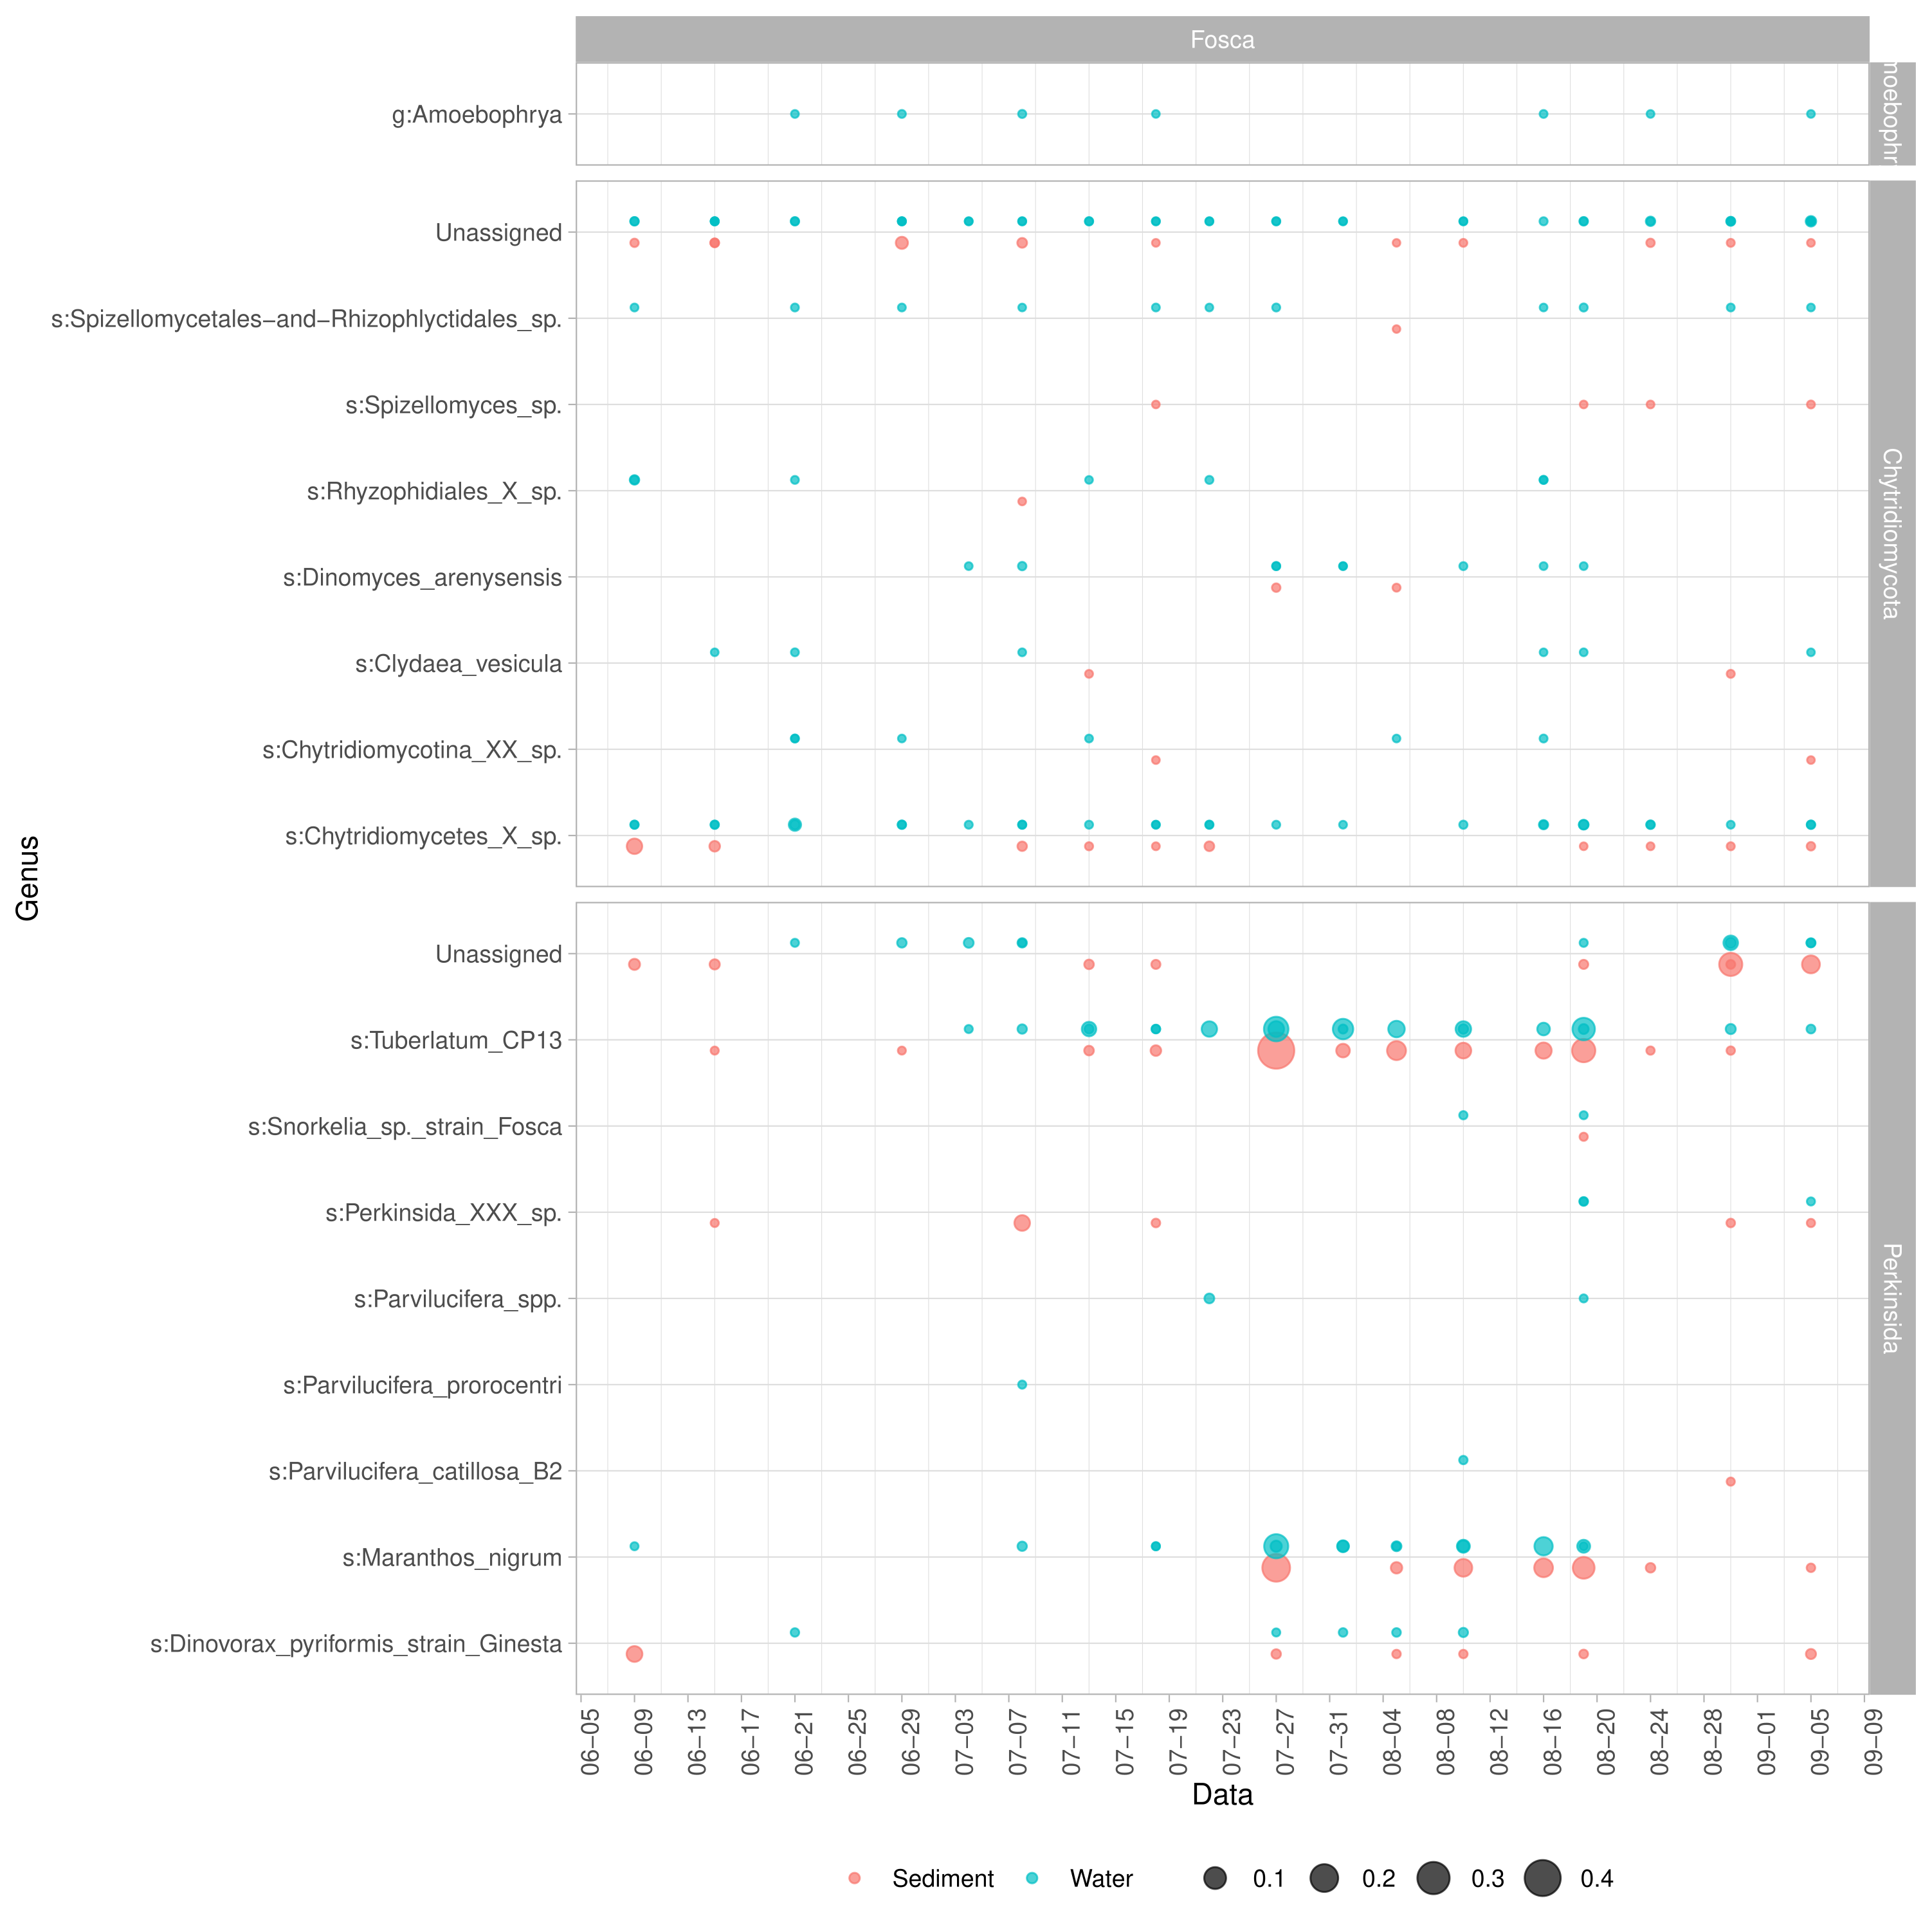 Fosca
g:Amoebophrya
moebophr
Unassigned
s:Spizellomycetales−and−Rhizophlyctidales_sp.
s:Spizellomyces_sp.
s:Rhyzophidiales_X_sp.
s:Dinomyces_arenysensis
s:Clydaea_vesicula
s:Chytridiomycotina_XX_sp.
s:Chytridiomycetes_X_sp.
Chytridiomycota
Genus
Unassigned
s:Tuberlatum_CP13
s:Snorkelia_sp._strain_Fosca
s:Perkinsida_XXX_sp.
s:Parvilucifera_spp.
s:Parvilucifera_prorocentri
s:Parvilucifera_catillosa_B2
s:Maranthos_nigrum
s:Dinovorax_pyriformis_strain_Ginesta
Perkinsida
06−05
06−09
06−13
06−17
06−21
06−25
06−29
07−03
07−07
07−11
07−15
07−19
07−23
07−27
07−31
08−04
08−08
08−12
08−16
08−20
08−24
08−28
09−01
09−05
09−09
Data
Sediment Water 0.1 0.2 0.3 0.4